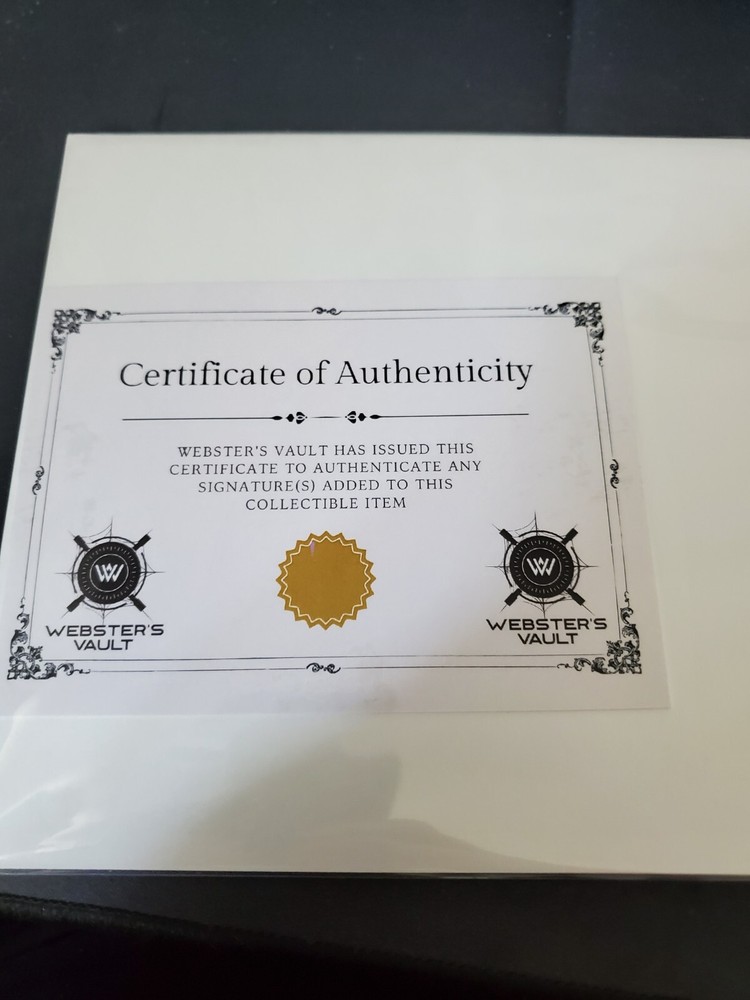 Certificate of Authenticity
WEBSTER'S VAULT HAS ISSUED THIS
CERTIFICATE TO AUTHENTICATE ANY
SIGNATURE(S) ADDED TO THIS
COLLECTIBLE ITEM
W
WEBSTER'S
VAULT
W
WEBSTER'S
VAULT